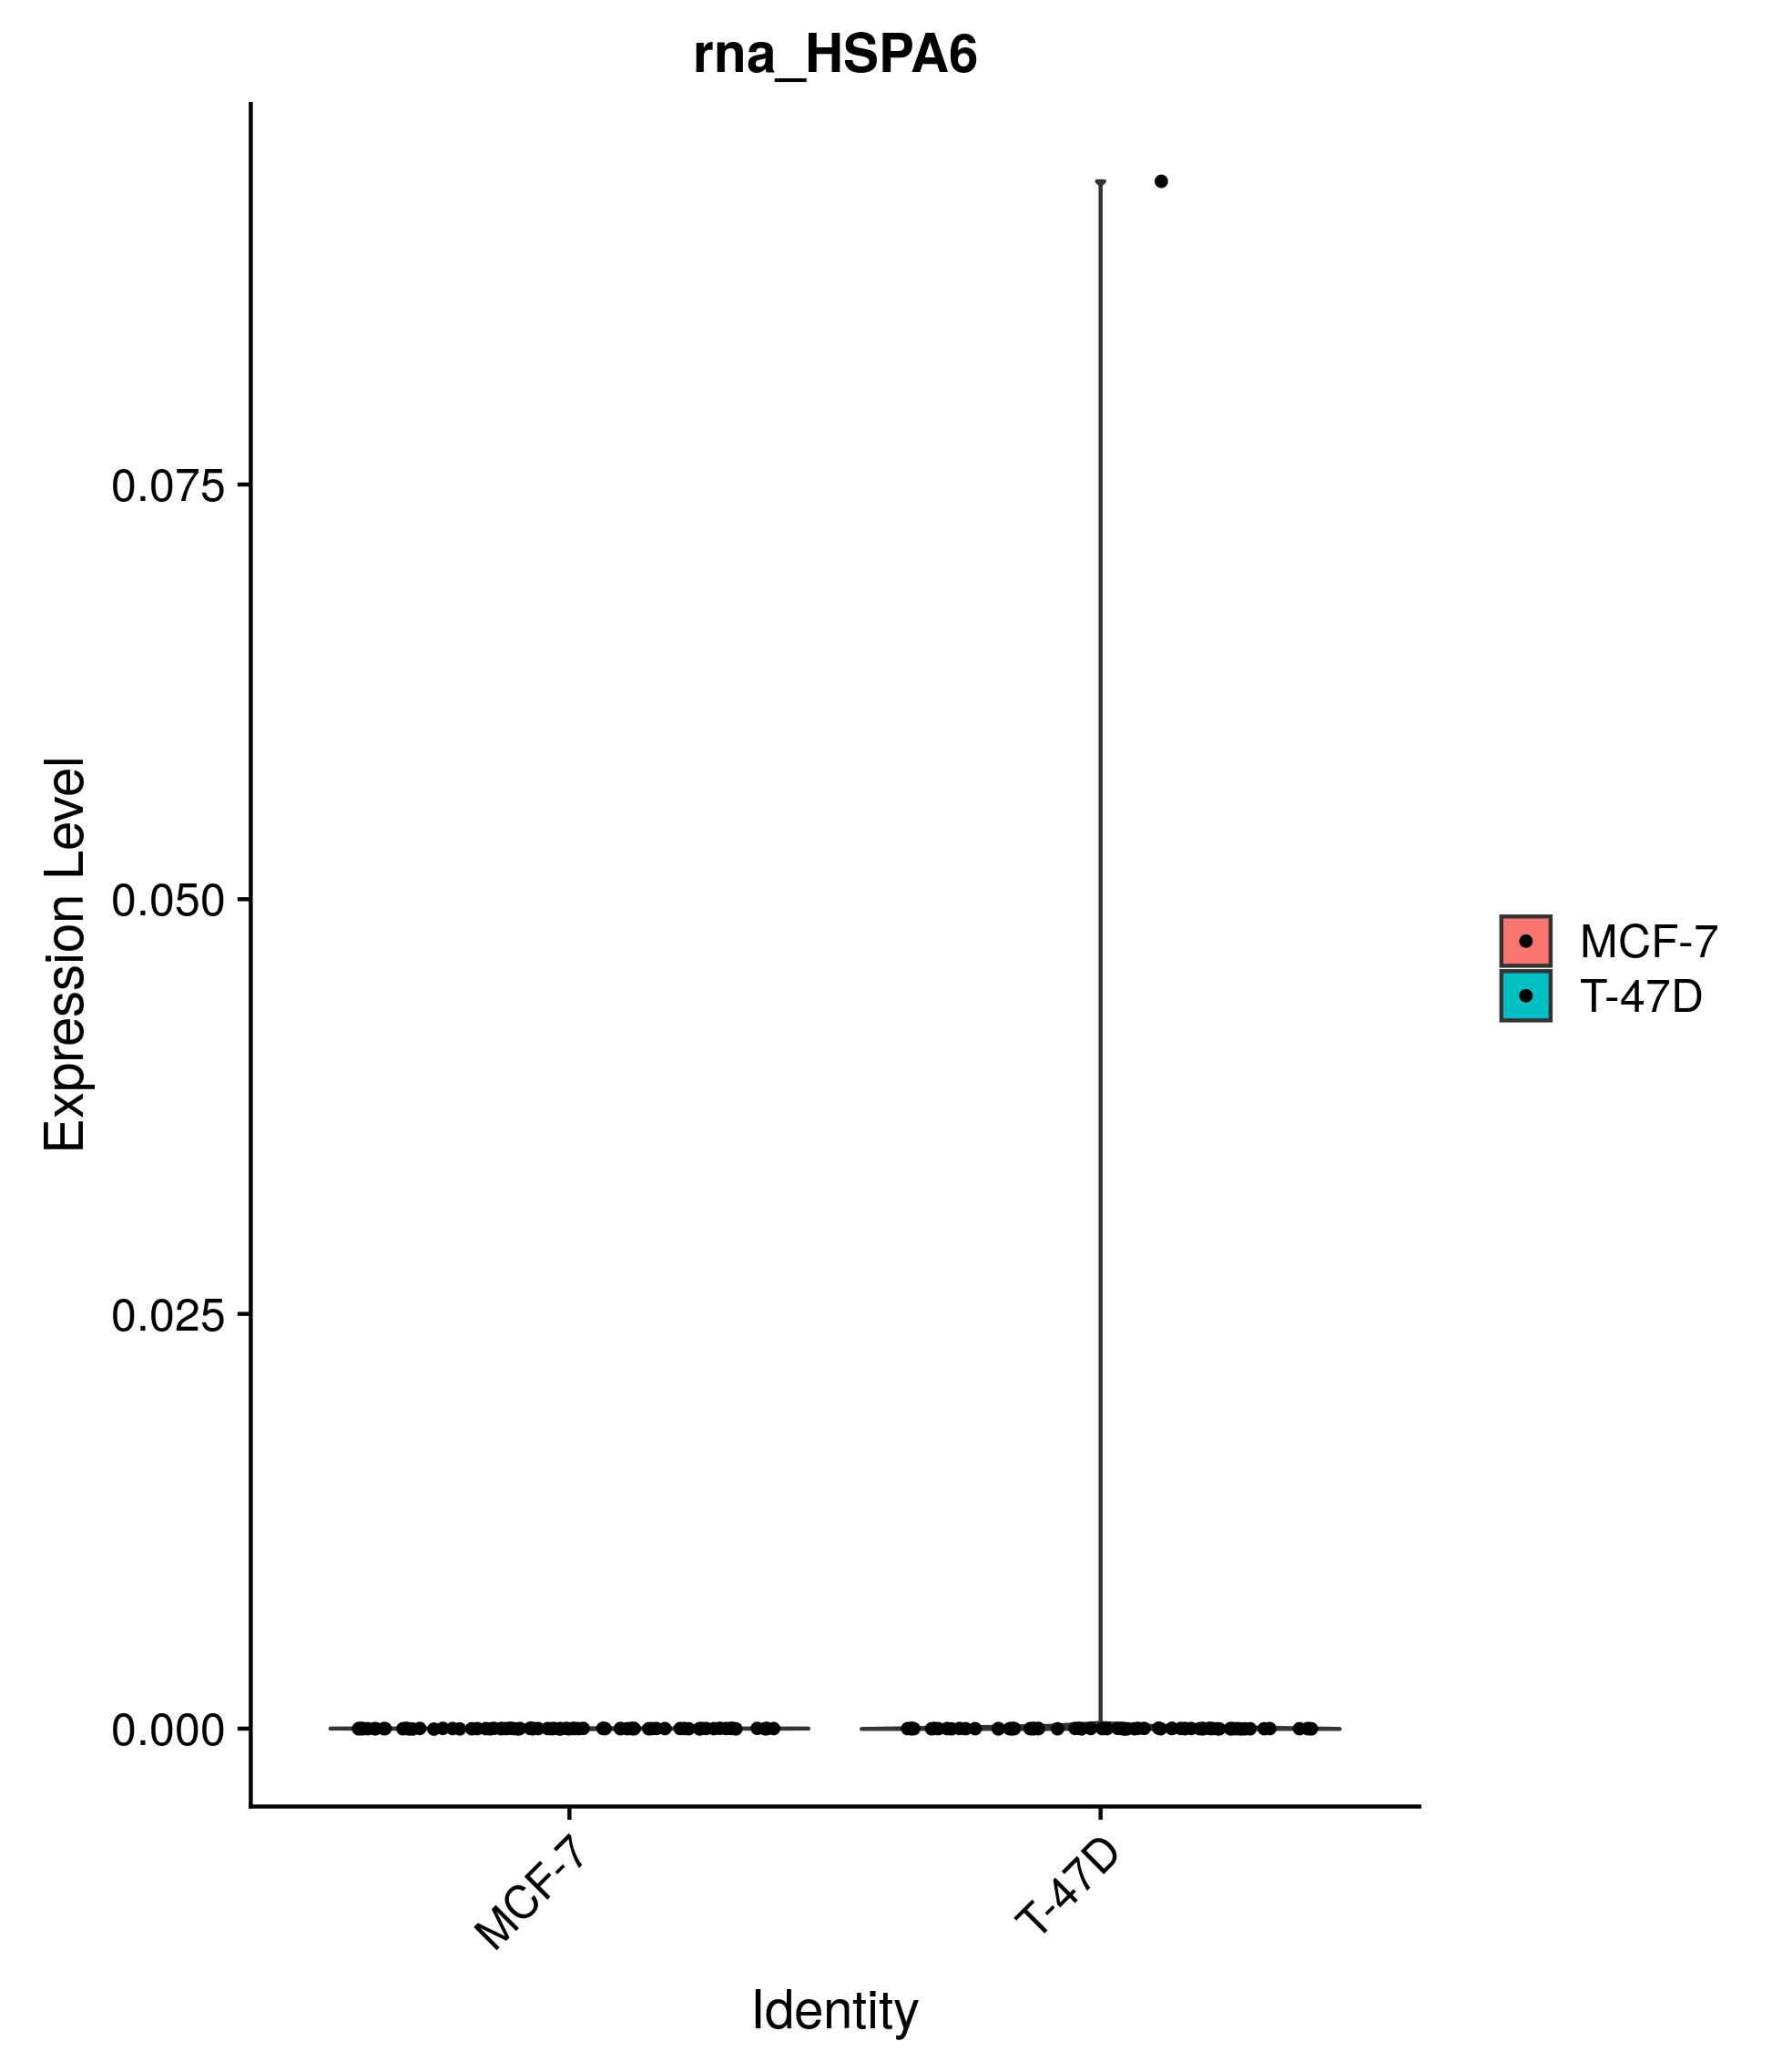 rna_HSPA6
Expression Level
0.075
0.050
0.025
0.000
MCF-7
T-47D
Identity
MCF-7
T-47D